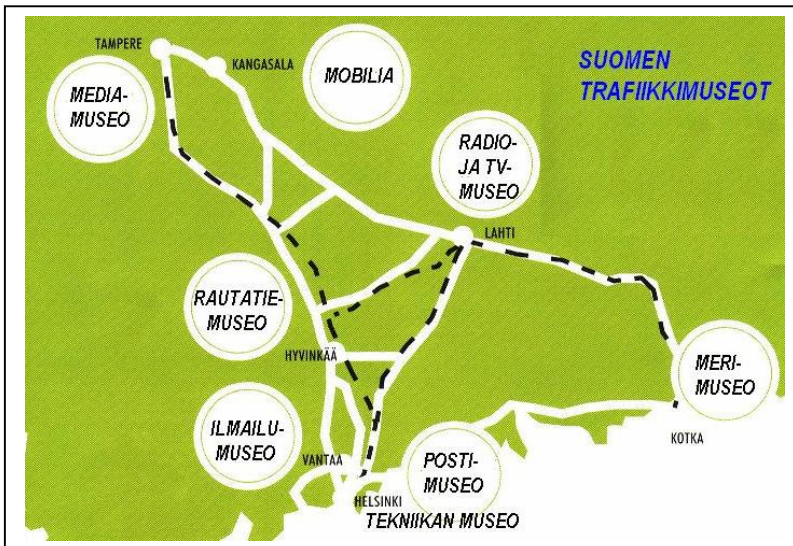 SUOMEN
TRAFIIKKIMUSEOT
TAMPERE
KANGASALA
MOBILIA
MEDIA-
MUSEO
RADIO-
JA TV-
MUSEO
LAHTI
RAUTATIE-
MUSEO
HYVINKÄÄ
MERI-
MUSEO
KOTKA
ILMAILU-
MUSEO
VANTAA
POSTI-
MUSEO
HELSINKI
TEKNIIKAN MUSEO